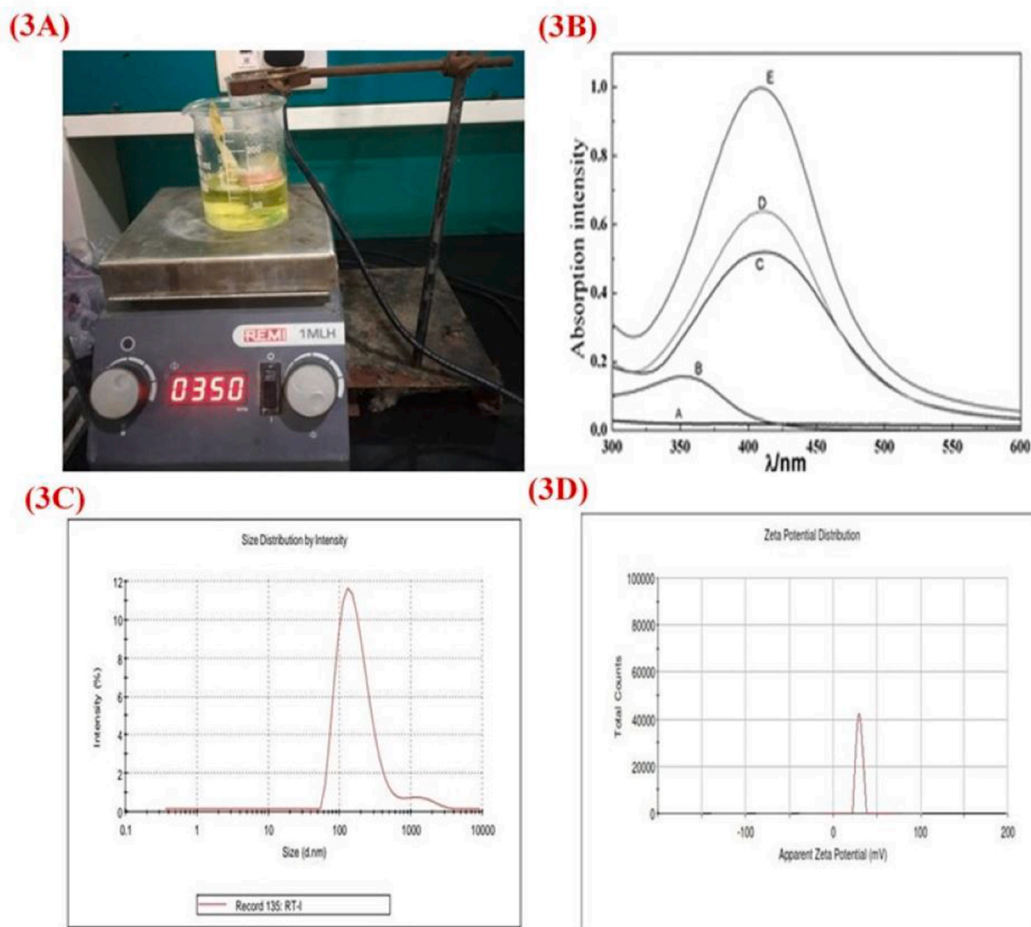 (3A)
REMI 1MLH
0350
(3B)
Absorption intensity
1.0
0.8
0.6
0.4
0.2
0.0
E
D
C
B
A
300 350 400 450 500 550 600
λ/nm
(3C)
Size Distribution by Intensity
Intensity (%)
12
10
8
6
4
2
0
0.1 1 10 100 1000 10000
Size (d.nm)
Record 135: RT-I
(3D)
Zeta Potential Distribution
Total Counts
100000
80000
60000
40000
20000
0
-100 0 100 200
Apparent Zeta Potential (mV)